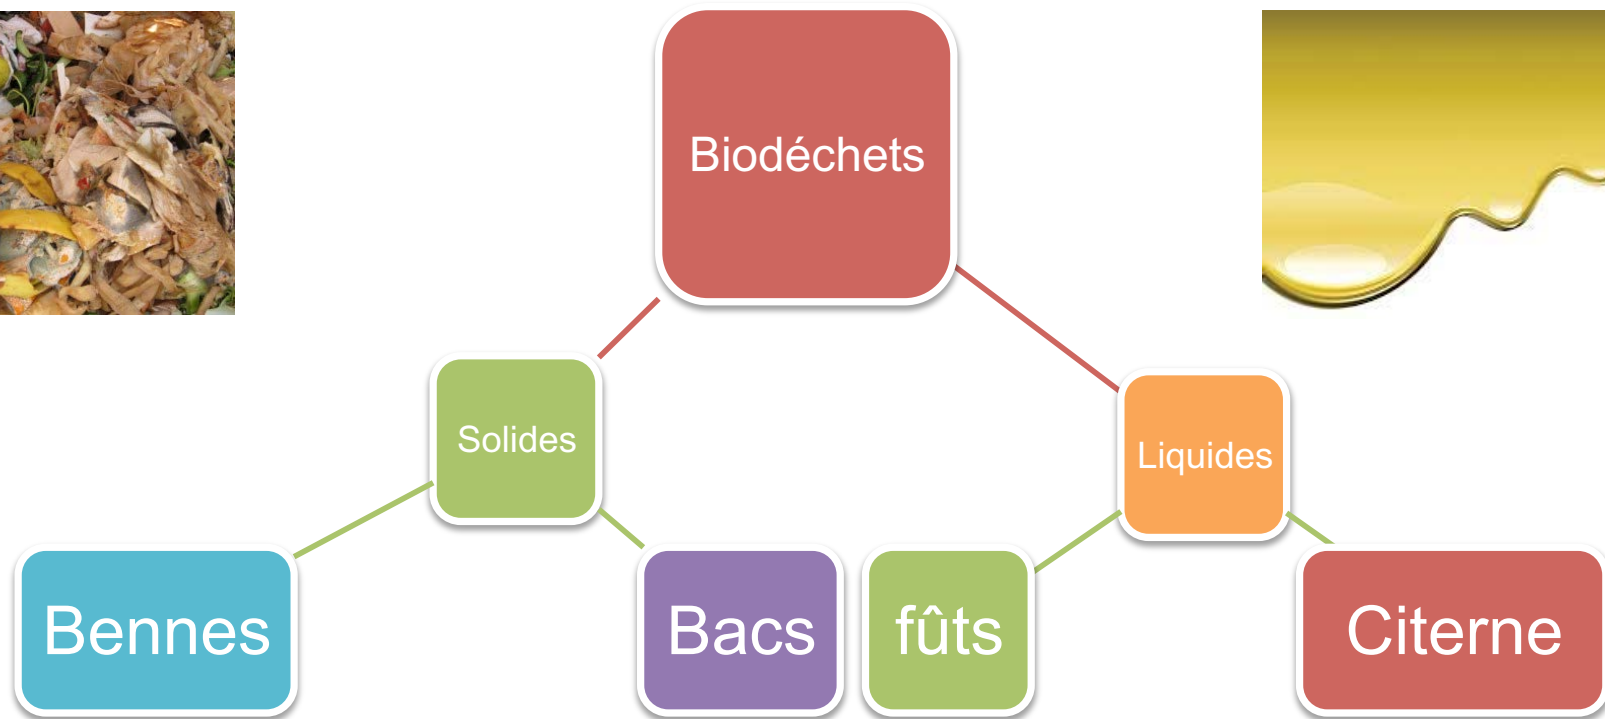 Biodéchets
Solides
Liquides
Bennes
Bacs
fûts
Citerne